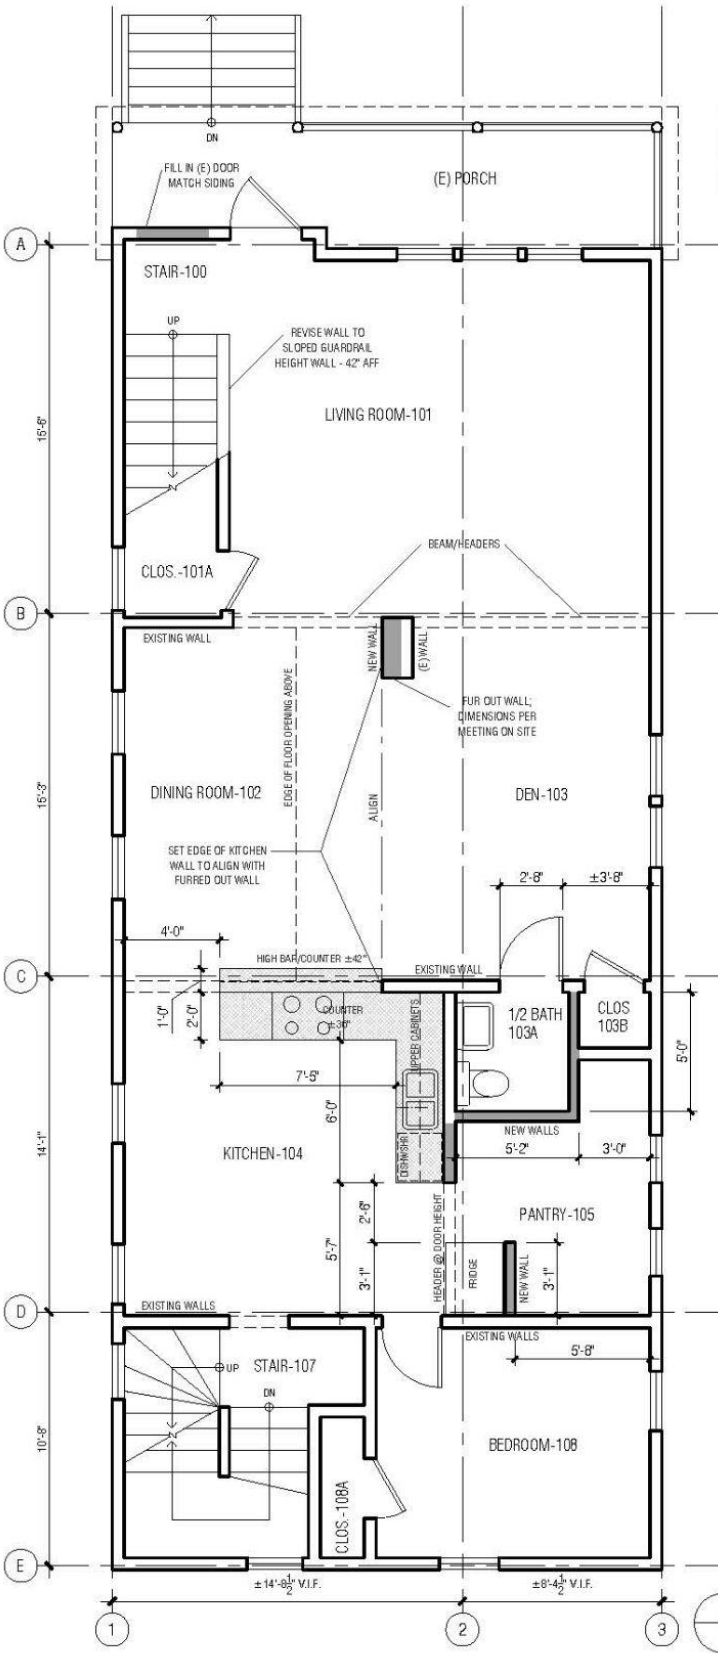 DN
FILL IN (E) DOOR
MATCH SIDING
(E) PORCH
A
STAIR-100
UP
REVISE WALL TO
SLOPED GUARDRAIL
HEIGHT WALL - 42" AFF
LIVING ROOM-101
15'-6"
BEAM/HEADERS
CLOS.-101A
B
EXISTING WALL
NEW WALL
(E) WALL
EDGE OF FLOOR OPENING ABOVE
FUR OUT WALL;
DIMENSIONS PER
MEETING ON SITE
15'-3"
DINING ROOM-102
ALIGN
DEN-103
SET EDGE OF KITCHEN
WALL TO ALIGN WITH
FURRED OUT WALL
2'-8"
±3'-8"
4'-0"
HIGH BAR/COUNTER ±42"
EXISTING WALL
C
1'-0"
2'-0"
COUNTER
±36"
UPPER CABINETS
1/2 BATH
103A
CLOS
103B
5'-0"
7'-5"
6'-0"
NEW WALLS
14'-1"
KITCHEN-104
DISHWSHR
5'-2"
3'-0"
2'-6"
5'-7"
3'-1"
HEADER @ DOOR HEIGHT
FRIDGE
PANTRY-105
NEW WALL
3'-1"
D
EXISTING WALLS
EXISTING WALLS
UP
STAIR-107
5'-8"
DN
10'-8"
BEDROOM-108
CLOS.-108A
E
±14'-8½" V.I.F.
±8'-4½" V.I.F.
1
2
3